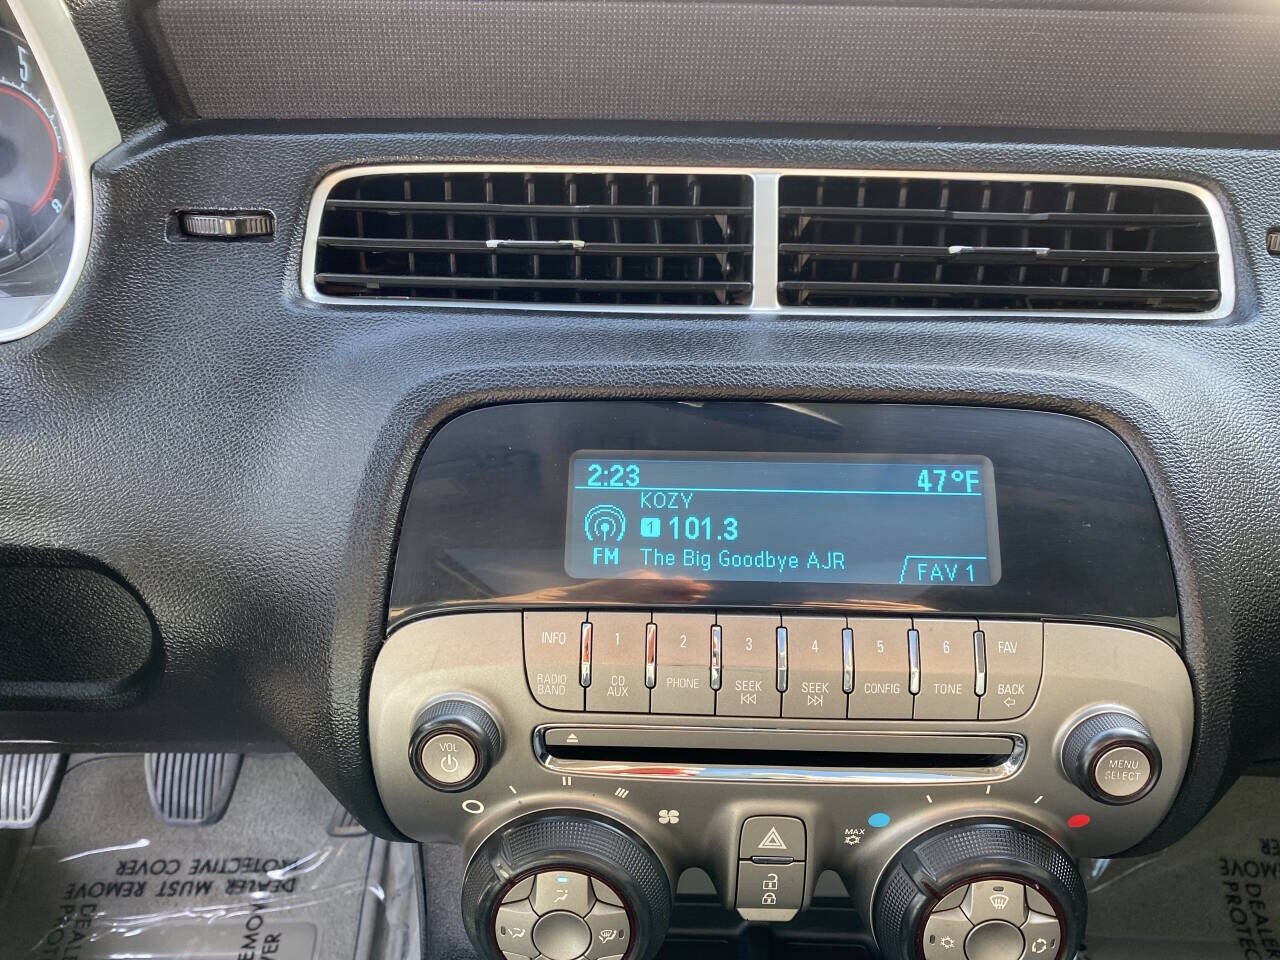 5
8
2:23
47°F
KOZY
1 101.3
FM
The Big Goodbye AJR
FAV 1
INFO
1
2
3
4
5
6
FAV
RADIO
BAND
CD
AUX
PHONE
SEEK
SEEK
CONFIG
TONE
BACK
VOL
MENU
SELECT
MAX
PROTECTIVE COVER
DEALER MUST REMOVE